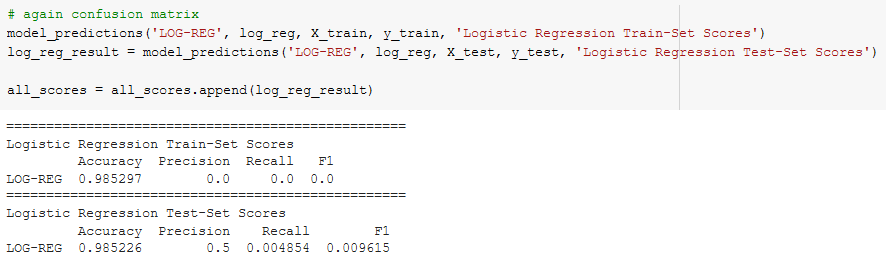 # again confusion matrix
model_predictions('LOG-REG', log_reg, X_train, y_train, 'Logistic Regression Train-Set Scores')
log_reg_result = model_predictions('LOG-REG', log_reg, X_test, y_test, 'Logistic Regression Test-Set Scores')
all_scores = all_scores.append(log_reg_result)
==================================================
Logistic Regression Train-Set Scores
Accuracy Precision Recall F1
LOG-REG 0.985297 0.0 0.0 0.0
==================================================
Logistic Regression Test-Set Scores
Accuracy Precision Recall F1
LOG-REG 0.985226 0.5 0.004854 0.009615